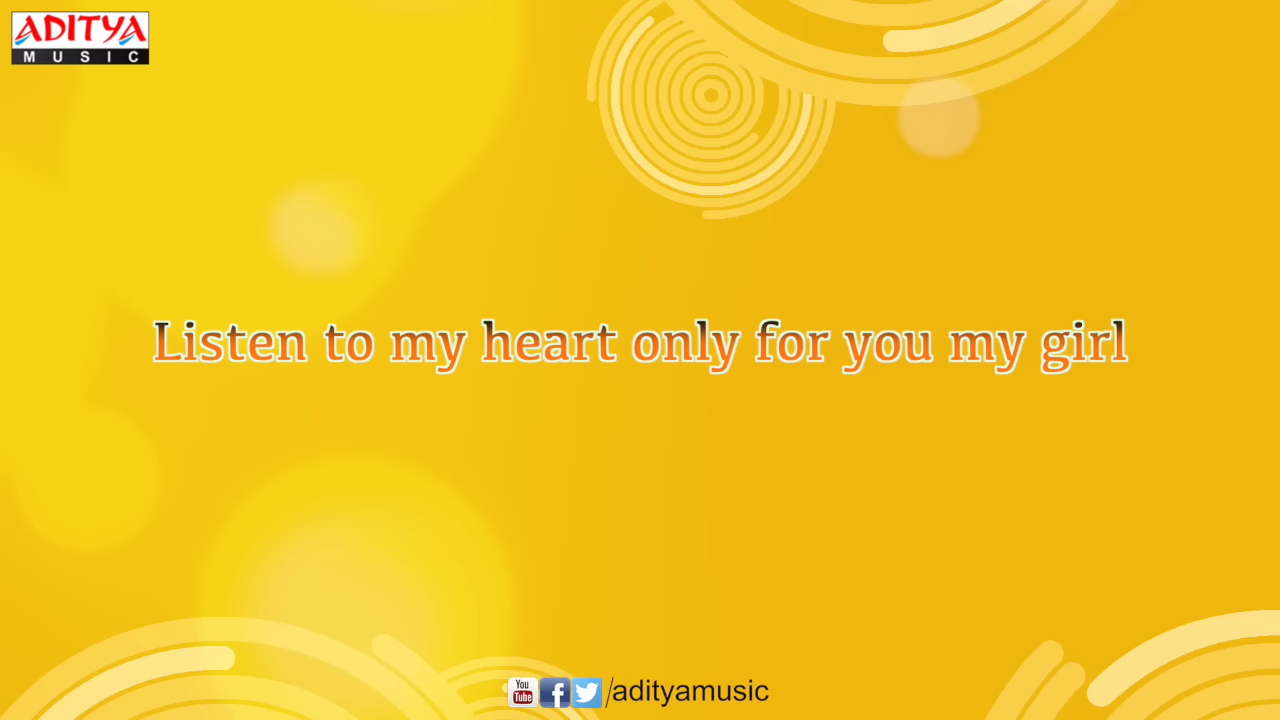 ADITYA
MUSIC
Listen to my heart only for you my girl
You
Tube
f
/adityamusic